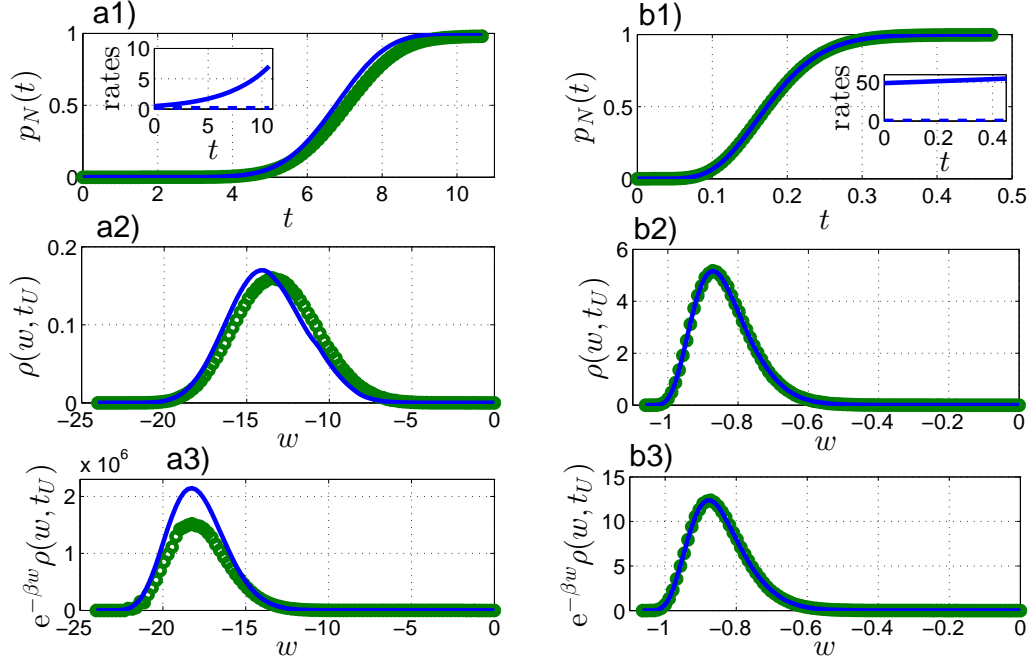 a1)
1
0.5
0
p_N(t)
0 2 4 6 8 10
t
10
5
0
rates
0 5 10
t
b1)
1
0.5
0
p_N(t)
0 0.1 0.2 0.3 0.4 0.5
t
50
0
rates
0 0.2 0.4
t
a2)
0.2
0.1
0
ρ(w, t_U)
−25 −20 −15 −10 −5 0
w
b2)
6
4
2
0
ρ(w, t_U)
−1 −0.8 −0.6 −0.4 −0.2 0
w
x 10^6
a3)
2
1
0
e^{−βw}ρ(w, t_U)
−25 −20 −15 −10 −5 0
w
b3)
15
10
5
0
e^{−βw}ρ(w, t_U)
−1 −0.8 −0.6 −0.4 −0.2 0
w